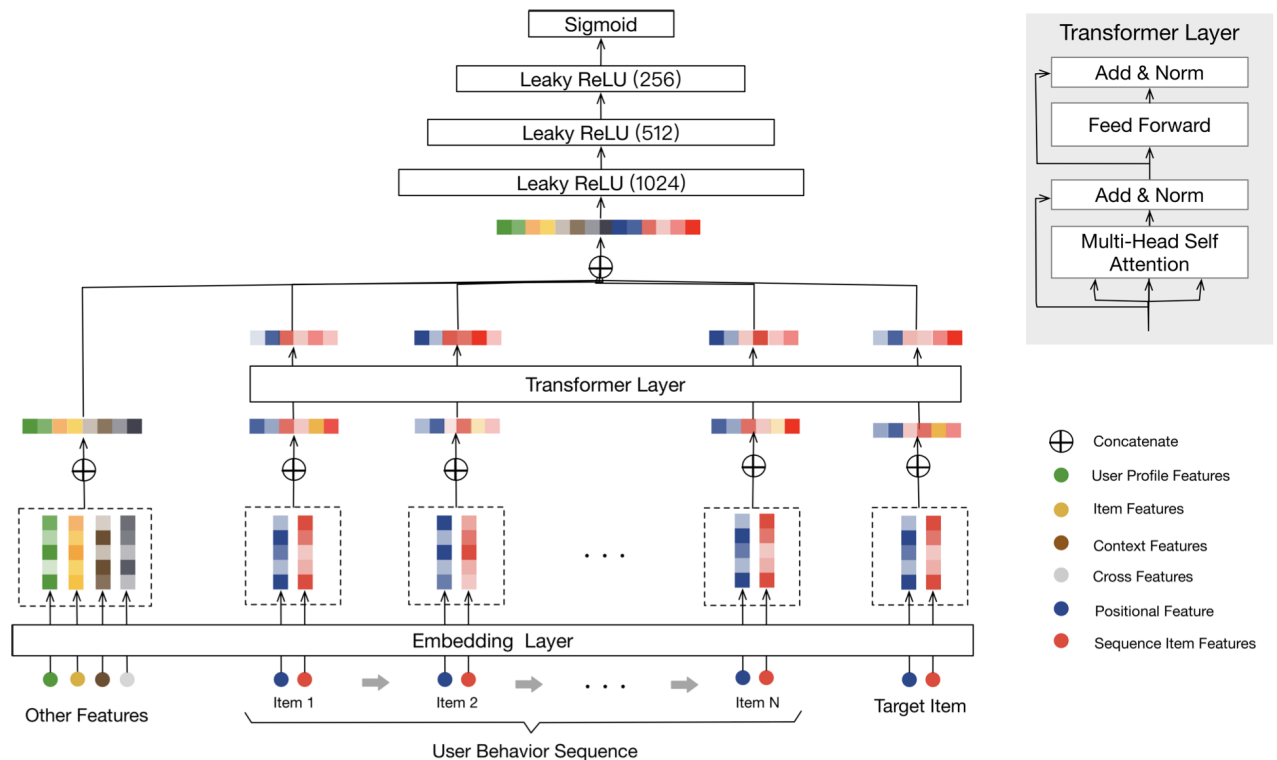 Sigmoid
Leaky ReLU (256)
Leaky ReLU (512)
Leaky ReLU (1024)
Transformer Layer
Embedding Layer
Other Features
Item 1
Item 2
. . .
. . .
Item N
Target Item
User Behavior Sequence
Transformer Layer
Add & Norm
Feed Forward
Add & Norm
Multi-Head Self
Attention
Concatenate
User Profile Features
Item Features
Context Features
Cross Features
Positional Feature
Sequence Item Features